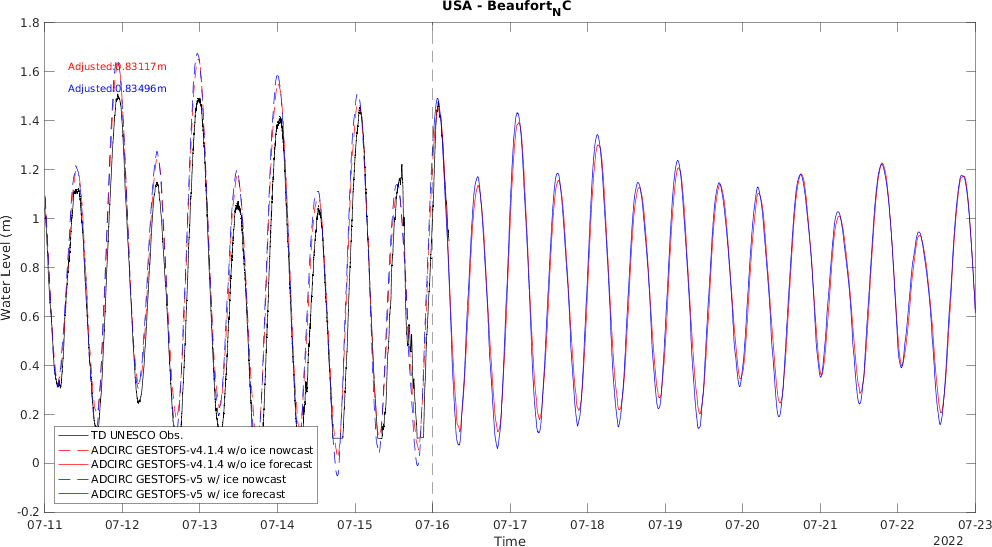 USA - Beaufort_NC
1.8
1.6
1.4
1.2
1
0.8
0.6
0.4
0.2
0
-0.2
Water Level (m)
Adjusted:0.83117m
Adjusted:0.83496m
TD UNESCO Obs.
ADCIRC GESTOFS-v4.1.4 w/o ice nowcast
ADCIRC GESTOFS-v4.1.4 w/o ice forecast
ADCIRC GESTOFS-v5 w/ ice nowcast
ADCIRC GESTOFS-v5 w/ ice forecast
07-11 07-12 07-13 07-14 07-15 07-16 07-17 07-18 07-19 07-20 07-21 07-22 07-23
Time
2022